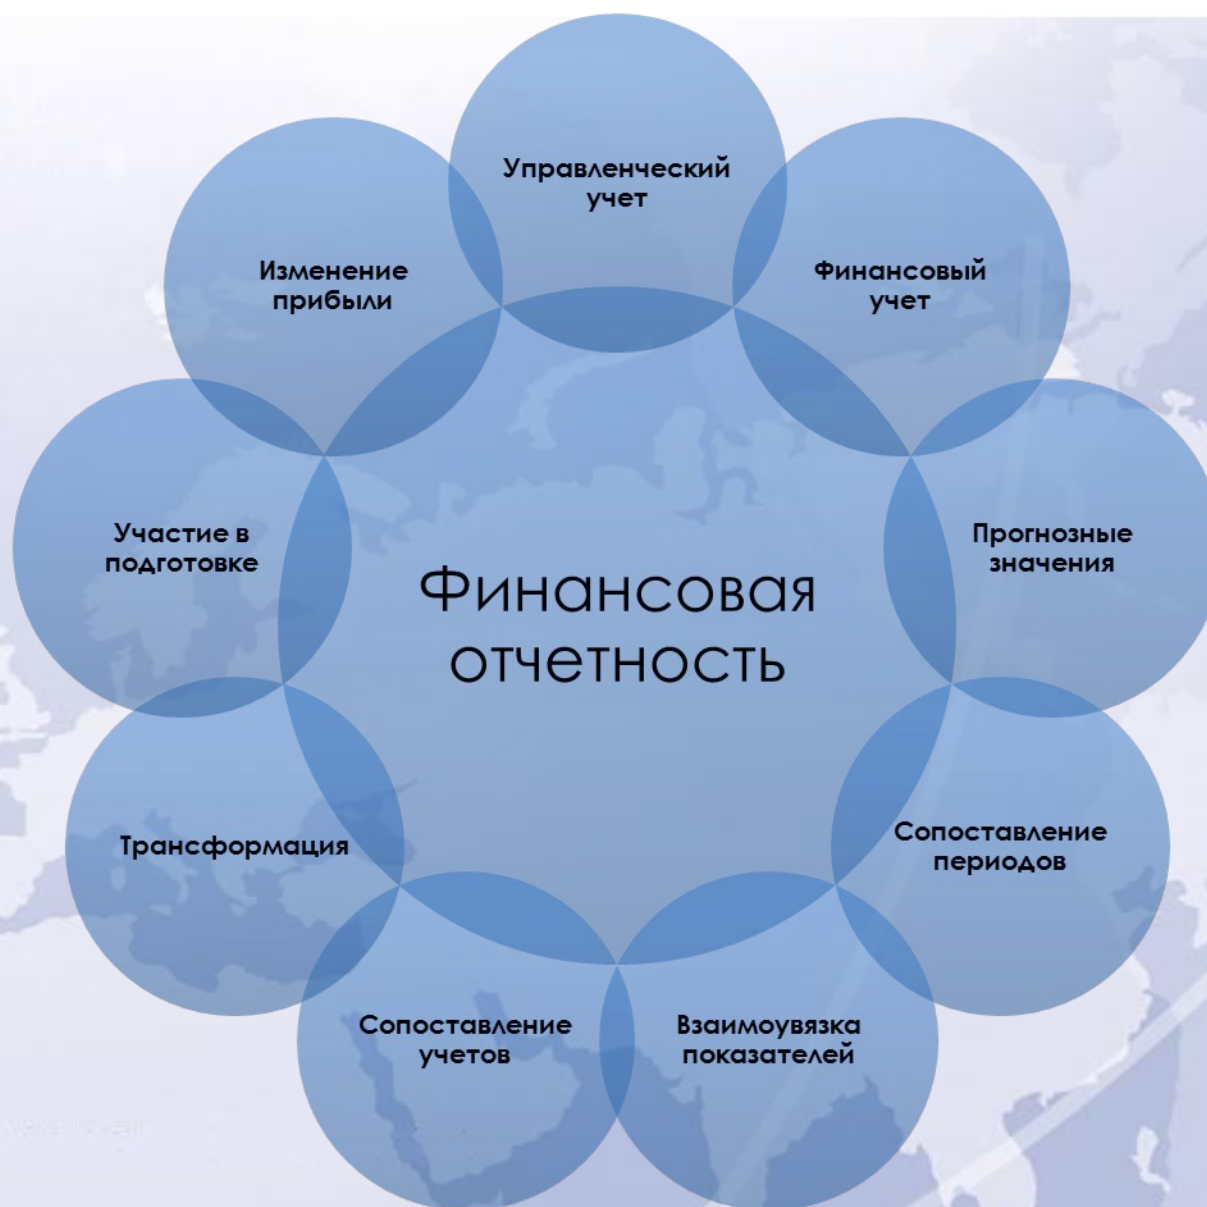 Управленческий
учет
Финансовый
учет
Прогнозные
значения
Сопоставление
периодов
Взаимоувязка
показателей
Сопоставление
учетов
Трансформация
Участие в
подготовке
Изменение
прибыли
Финансовая
отчетность